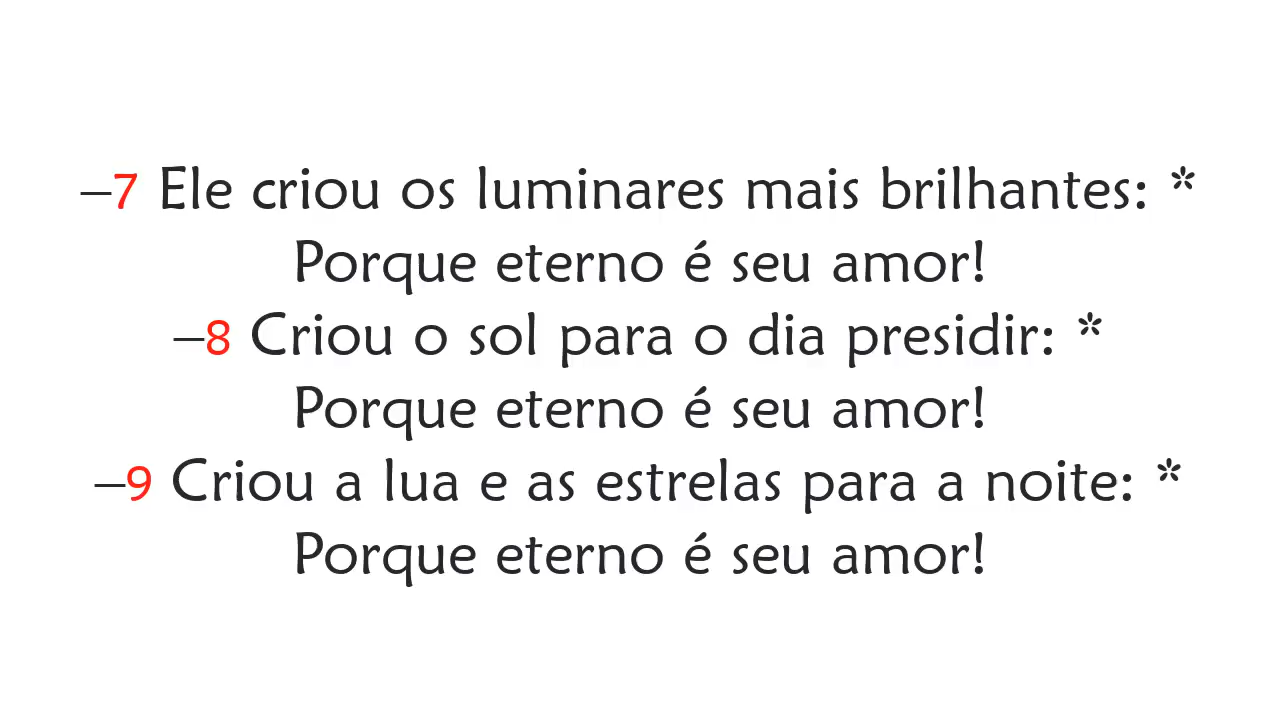 –7 Ele criou os luminares mais brilhantes: *
Porque eterno é seu amor!
–8 Criou o sol para o dia presidir: *
Porque eterno é seu amor!
–9 Criou a lua e as estrelas para a noite: *
Porque eterno é seu amor!